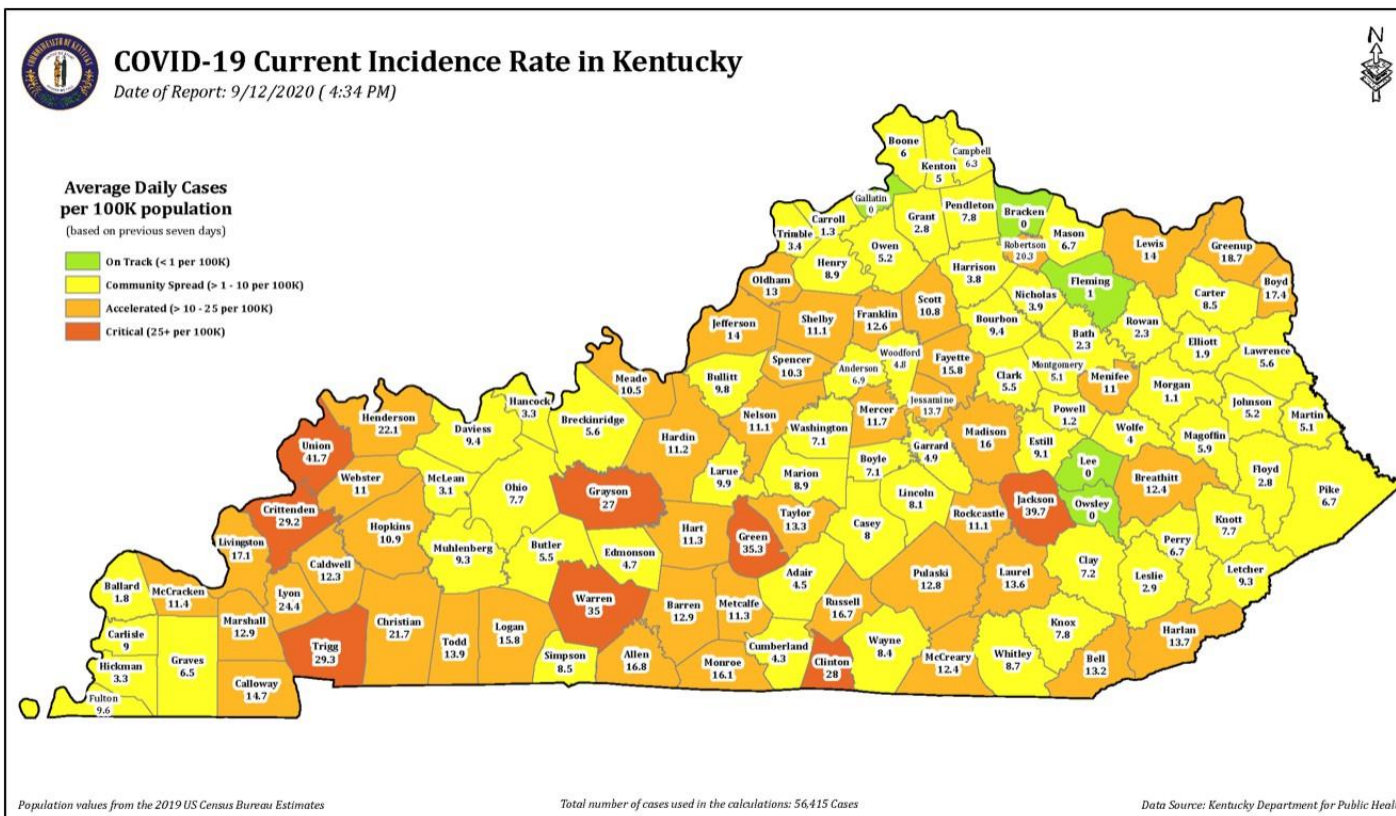 COVID-19 Current Incidence Rate in Kentucky
Date of Report: 9/12/2020 ( 4:34 PM)
N
Average Daily Cases
per 100K population
(based on previous seven days)
On Track (< 1 per 100K)
Community Spread (> 1 - 10 per 100K)
Accelerated (> 10 - 25 per 100K)
Critical (25+ per 100K)
Boone
6
Kenton
5
Campbell
6.3
Gallatin
0
Carroll
1.3
Trimble
3.4
Grant
2.8
Pendleton
7.8
Bracken
0
Mason
6.7
Robertson
20.3
Lewis
14
Greenup
18.7
Boyd
17.4
Owen
5.2
Henry
8.9
Harrison
3.8
Fleming
1
Carter
8.5
Oldham
13
Nicholas
3.9
Scott
10.8
Franklin
12.6
Shelby
11.1
Jefferson
14
Bourbon
9.4
Bath
2.3
Rowan
2.3
Elliott
1.9
Lawrence
5.6
Spencer
10.3
Anderson
6.9
Woodford
4.8
Fayette
15.8
Clark
5.5
Montgomery
5.1
Menifee
11
Morgan
1.1
Johnson
5.2
Martin
5.1
Bullitt
9.8
Meade
10.5
Hancock
3.3
Breckinridge
5.6
Nelson
11.1
Mercer
11.7
Jessamine
13.7
Powell
1.2
Wolfe
4
Magoffin
5.9
Henderson
22.1
Daviess
9.4
Hardin
11.2
Washington
7.1
Madison
16
Garrard
4.9
Estill
9.1
Lee
0
Breathitt
12.4
Floyd
2.8
Pike
6.7
Union
41.7
Webster
11
McLean
3.1
Ohio
7.7
Grayson
27
Larue
9.9
Marion
8.9
Boyle
7.1
Lincoln
8.1
Rockcastle
11.1
Jackson
39.7
Owsley
0
Knott
7.7
Crittenden
29.2
Hopkins
10.9
Hart
11.3
Green
35.3
Taylor
13.3
Casey
8
Perry
6.7
Livingston
17.1
Muhlenberg
9.3
Butler
5.5
Edmonson
4.7
Adair
4.5
Pulaski
12.8
Laurel
13.6
Clay
7.2
Leslie
2.9
Letcher
9.3
Caldwell
12.3
Ballard
1.8
McCracken
11.4
Lyon
24.4
Warren
35
Barren
12.9
Metcalfe
11.3
Russell
16.7
Marshall
12.9
Christian
21.7
Todd
13.9
Logan
15.8
Knox
7.8
Harlan
13.7
Carlisle
9
Trigg
29.3
Simpson
8.5
Allen
16.8
Monroe
16.1
Cumberland
4.3
Clinton
28
Wayne
8.4
McCreary
12.4
Whitley
8.7
Bell
13.2
Hickman
3.3
Graves
6.5
Calloway
14.7
Fulton
9.6
Population values from the 2019 US Census Bureau Estimates
Total number of cases used in the calculations: 56,415 Cases
Data Source: Kentucky Department for Public Heal